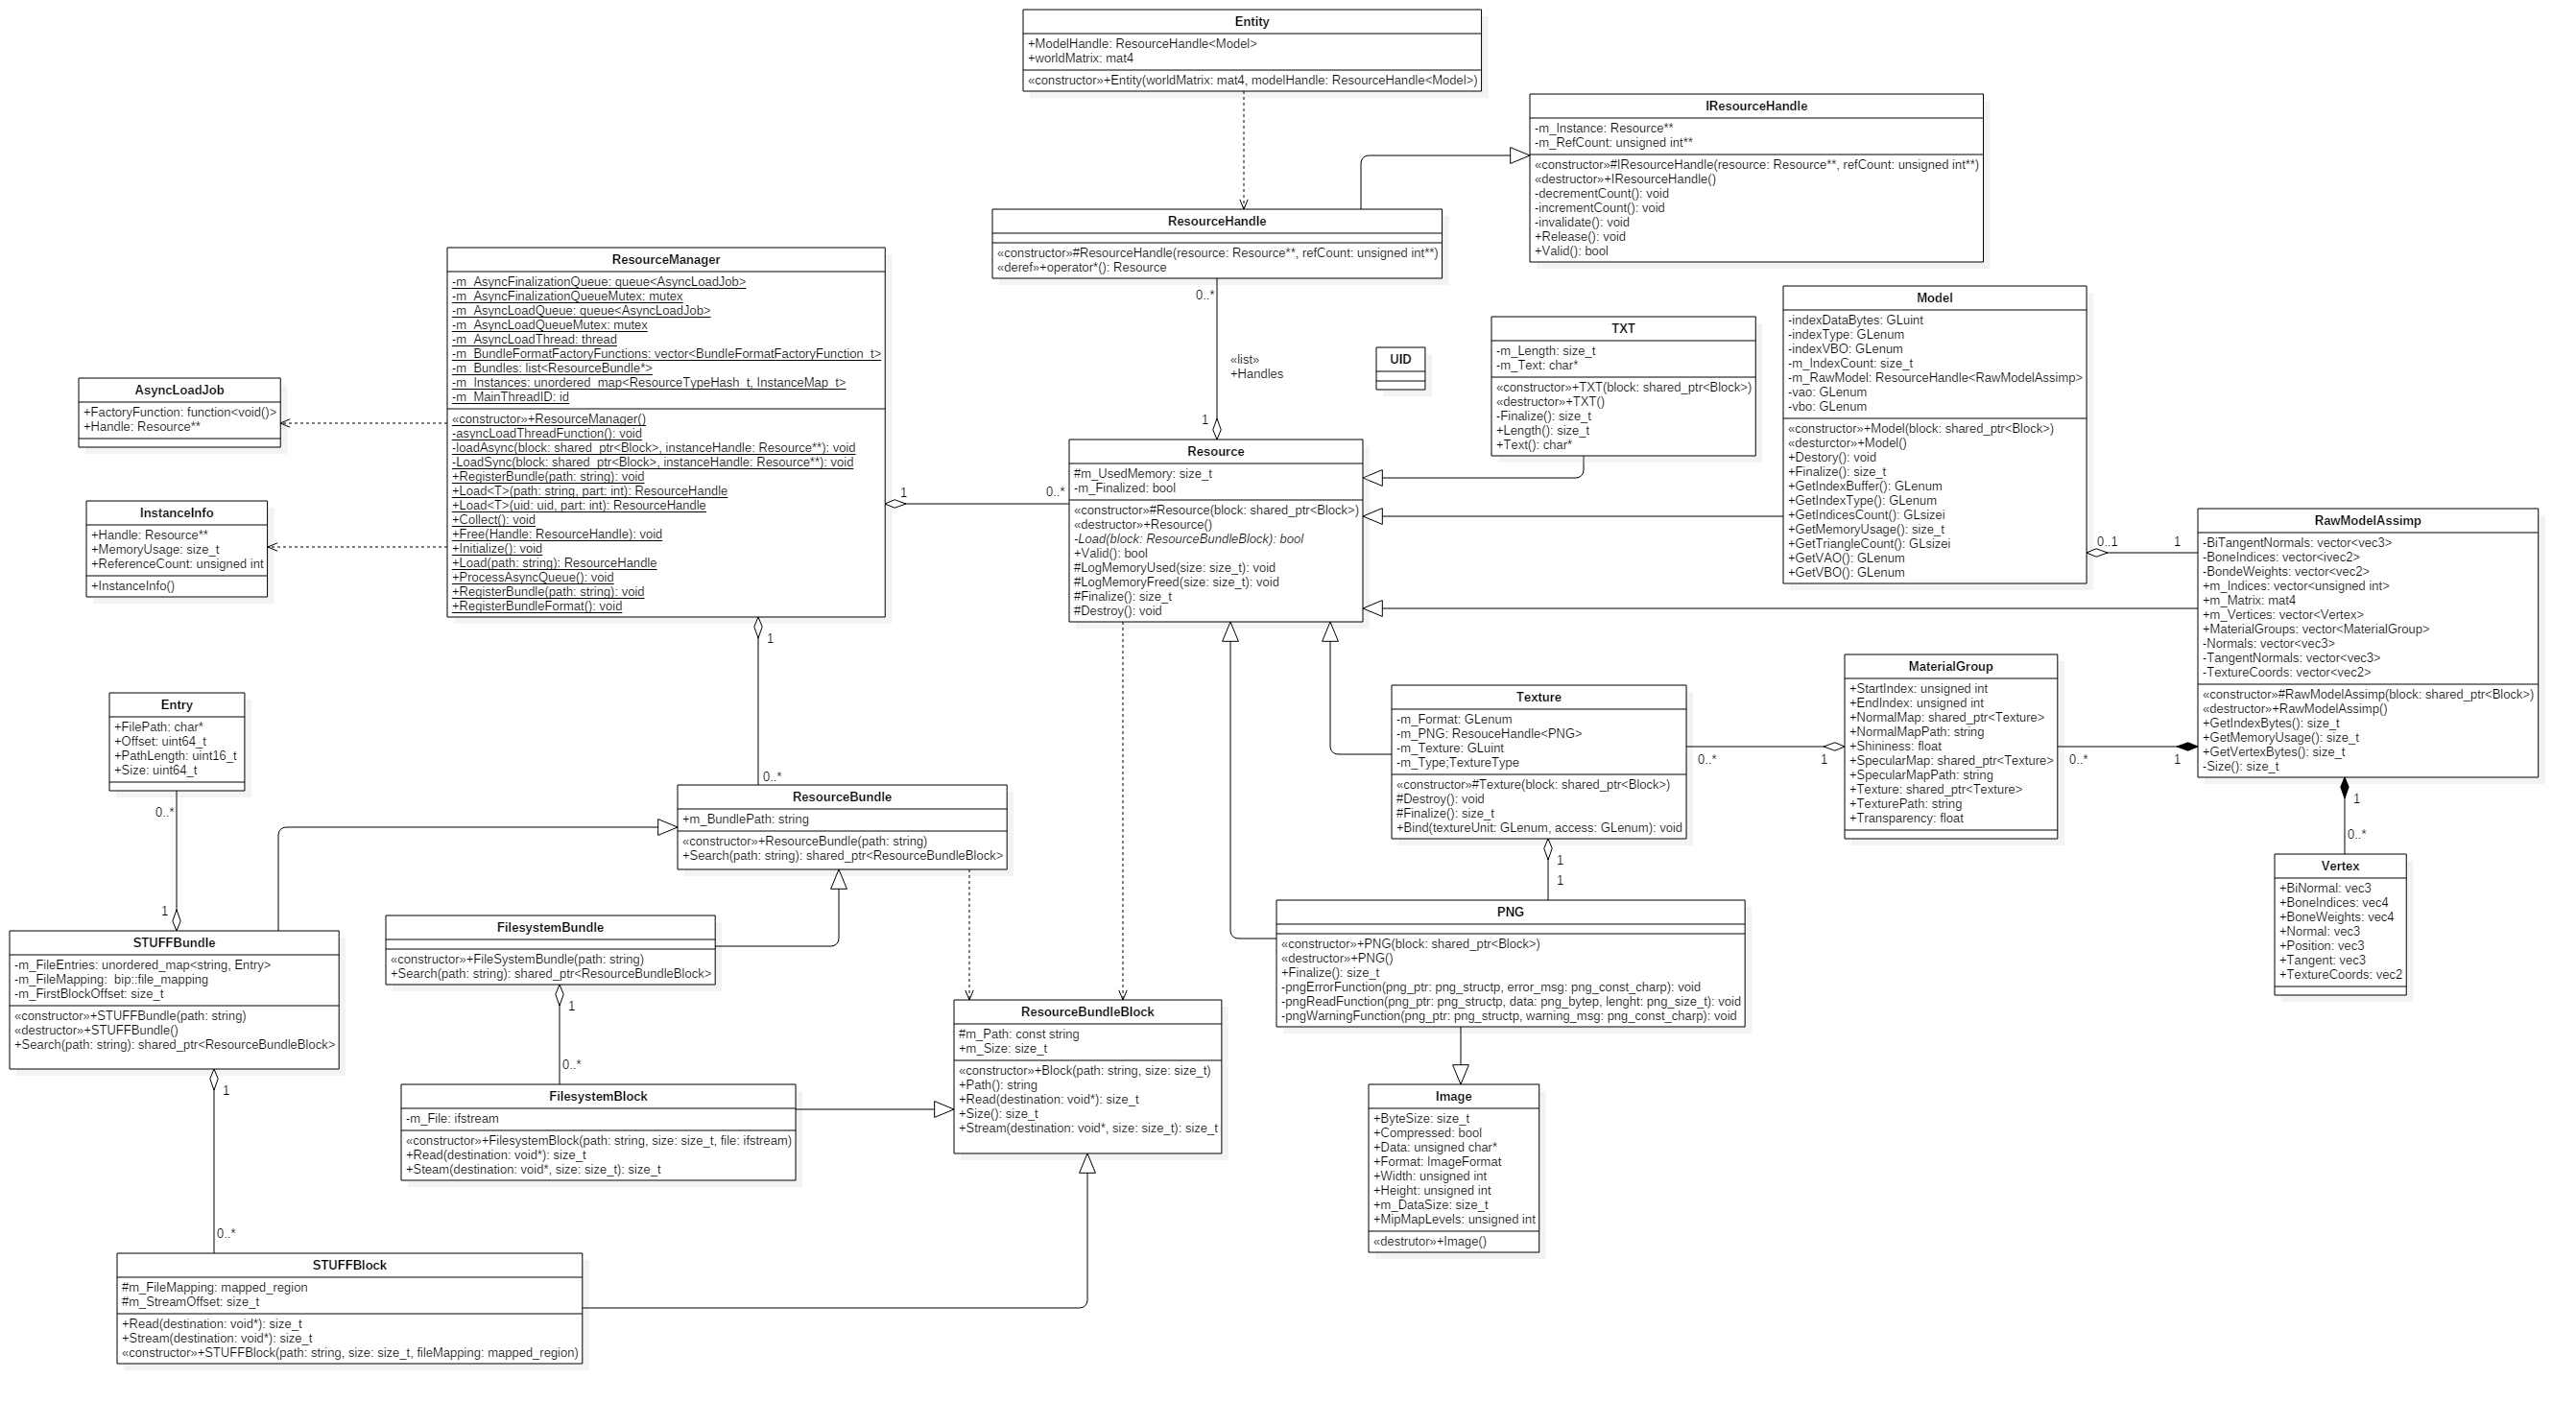 Entity
+ModelHandle: ResourceHandle<Model>
+worldMatrix: mat4
«constructor»+Entity(worldMatrix: mat4, modelHandle: ResourceHandle<Model>)
IResourceHandle
-m_Instance: Resource**
-m_RefCount: unsigned int**
«constructor»#IResourceHandle(resource: Resource**, refCount: unsigned int**)
«destructor»+IResourceHandle()
-decrementCount(): void
-incrementCount(): void
-invalidate(): void
+Release(): void
+Valid(): bool
ResourceHandle
«constructor»#ResourceHandle(resource: Resource**, refCount: unsigned int**)
«deref»+operator*(): Resource
0..*
«list»
+Handles
1
ResourceManager
-m_AsyncFinalizationQueue: queue<AsyncLoadJob>
-m_AsyncFinalizationQueueMutex: mutex
-m_AsyncLoadQueue: queue<AsyncLoadJob>
-m_AsyncLoadQueueMutex: mutex
-m_AsyncLoadThread: thread
-m_BundleFormatFactoryFunctions: vector<BundleFormatFactoryFunction_t>
-m_Bundles: list<ResourceBundle*>
-m_Instances: unordered_map<ResourceTypeHash_t, InstanceMap_t>
-m_MainThreadID: id
«constructor»+ResourceManager()
-asyncLoadThreadFunction(): void
-loadAsync(block: shared_ptr<Block>, instanceHandle: Resource**): void
-LoadSync(block: shared_ptr<Block>, instanceHandle: Resource**): void
+RegisterBundle(path: string): void
+Load<T>(path: string, part: int): ResourceHandle
+Load<T>(uid: uid, part: int): ResourceHandle
+Collect(): void
+Free(Handle: ResourceHandle): void
+Initialize(): void
+Load(path: string): ResourceHandle
+ProcessAsyncQueue(): void
+RegisterBundle(path: string): void
+RegisterBundleFormat(): void
1
0..*
1
0..*
AsyncLoadJob
+FactoryFunction: function<void()>
+Handle: Resource**
InstanceInfo
+Handle: Resource**
+MemoryUsage: size_t
+ReferenceCount: unsigned int
+InstanceInfo()
UID
TXT
-m_Length: size_t
-m_Text: char*
«constructor»+TXT(block: shared_ptr<Block>)
«destructor»+TXT()
-Finalize(): size_t
+Length(): size_t
+Text(): char*
Model
-indexDataBytes: GLuint
-indexType: GLenum
-indexVBO: GLenum
-m_IndexCount: size_t
-m_RawModel: ResourceHandle<RawModelAssimp>
-vao: GLenum
-vbo: GLenum
«constructor»+Model(block: shared_ptr<Block>)
«desturctor»+Model()
+Destory(): void
+Finalize(): size_t
+GetIndexBuffer(): GLenum
+GetIndexType(): GLenum
+GetIndicesCount(): GLsizei
+GetMemoryUsage(): size_t
+GetTriangleCount(): GLsizei
+GetVAO(): GLenum
+GetVBO(): GLenum
0..1
1
Resource
#m_UsedMemory: size_t
-m_Finalized: bool
«constructor»#Resource(block: shared_ptr<Block>)
«destructor»+Resource()
-Load(block: ResourceBundleBlock): bool
+Valid(): bool
#LogMemoryUsed(size: size_t): void
#LogMemoryFreed(size: size_t): void
#Finalize(): size_t
#Destroy(): void
RawModelAssimp
-BiTangentNormals: vector<vec3>
-BoneIndices: vector<ivec2>
-BondeWeights: vector<vec2>
+m_Indices: vector<unsigned int>
+m_Matrix: mat4
+m_Vertices: vector<Vertex>
+MaterialGroups: vector<MaterialGroup>
-Normals: vector<vec3>
-TangentNormals: vector<vec3>
-TextureCoords: vector<vec2>
«constructor»#RawModelAssimp(block: shared_ptr<Block>)
«destructor»+RawModelAssimp()
+GetIndexBytes(): size_t
+GetMemoryUsage(): size_t
+GetVertexBytes(): size_t
-Size(): size_t
MaterialGroup
+StartIndex: unsigned int
+EndIndex: unsigned int
+NormalMap: shared_ptr<Texture>
+NormalMapPath: string
+Shininess: float
+SpecularMap: shared_ptr<Texture>
+SpecularMapPath: string
+Texture: shared_ptr<Texture>
+TexturePath: string
+Transparency: float
0..*
1
0..*
1
Texture
-m_Format: GLenum
-m_PNG: ResouceHandle<PNG>
-m_Texture: GLuint
-m_Type;TextureType
«constructor»#Texture(block: shared_ptr<Block>)
#Destroy(): void
#Finalize(): size_t
+Bind(textureUnit: GLenum, access: GLenum): void
1
1
1
0..*
Vertex
+BiNormal: vec3
+BoneIndices: vec4
+BoneWeights: vec4
+Normal: vec3
+Position: vec3
+Tangent: vec3
+TextureCoords: vec2
Entry
+FilePath: char*
+Offset: uint64_t
+PathLength: uint16_t
+Size: uint64_t
0..*
1
ResourceBundle
+m_BundlePath: string
«constructor»+ResourceBundle(path: string)
+Search(path: string): shared_ptr<ResourceBundleBlock>
STUFFBundle
-m_FileEntries: unordered_map<string, Entry>
-m_FileMapping:  bip::file_mapping
-m_FirstBlockOffset: size_t
«constructor»+STUFFBundle(path: string)
«destructor»+STUFFBundle()
+Search(path: string): shared_ptr<ResourceBundleBlock>
1
0..*
FilesystemBundle
«constructor»+FileSystemBundle(path: string)
+Search(path: string): shared_ptr<ResourceBundleBlock>
1
0..*
PNG
«constructor»+PNG(block: shared_ptr<Block>)
«destructor»+PNG()
+Finalize(): size_t
-pngErrorFunction(png_ptr: png_structp, error_msg: png_const_charp): void
-pngReadFunction(png_ptr: png_structp, data: png_bytep, lenght: png_size_t): void
-pngWarningFunction(png_ptr: png_structp, warning_msg: png_const_charp): void
ResourceBundleBlock
#m_Path: const string
+m_Size: size_t
«constructor»+Block(path: string, size: size_t)
+Path(): string
+Read(destination: void*): size_t
+Size(): size_t
+Stream(destination: void*, size: size_t): size_t
FilesystemBlock
-m_File: ifstream
«constructor»+FilesystemBlock(path: string, size: size_t, file: ifstream)
+Read(destination: void*): size_t
+Steam(destination: void*, size: size_t): size_t
Image
+ByteSize: size_t
+Compressed: bool
+Data: unsigned char*
+Format: ImageFormat
+Width: unsigned int
+Height: unsigned int
+m_DataSize: size_t
+MipMapLevels: unsigned int
«destrutor»+Image()
STUFFBlock
#m_FileMapping: mapped_region
#m_StreamOffset: size_t
+Read(destination: void*): size_t
+Stream(destination: void*): size_t
«constructor»+STUFFBlock(path: string, size: size_t, fileMapping: mapped_region)